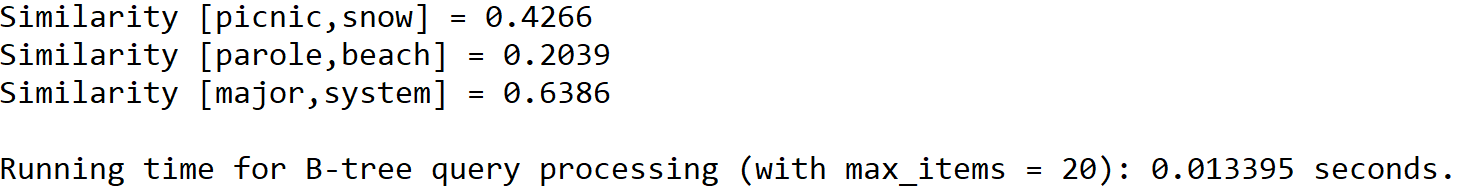 Similarity [picnic,snow] = 0.4266
Similarity [parole,beach] = 0.2039
Similarity [major,system] = 0.6386
Running time for B-tree query processing (with max_items = 20): 0.013395 seconds.